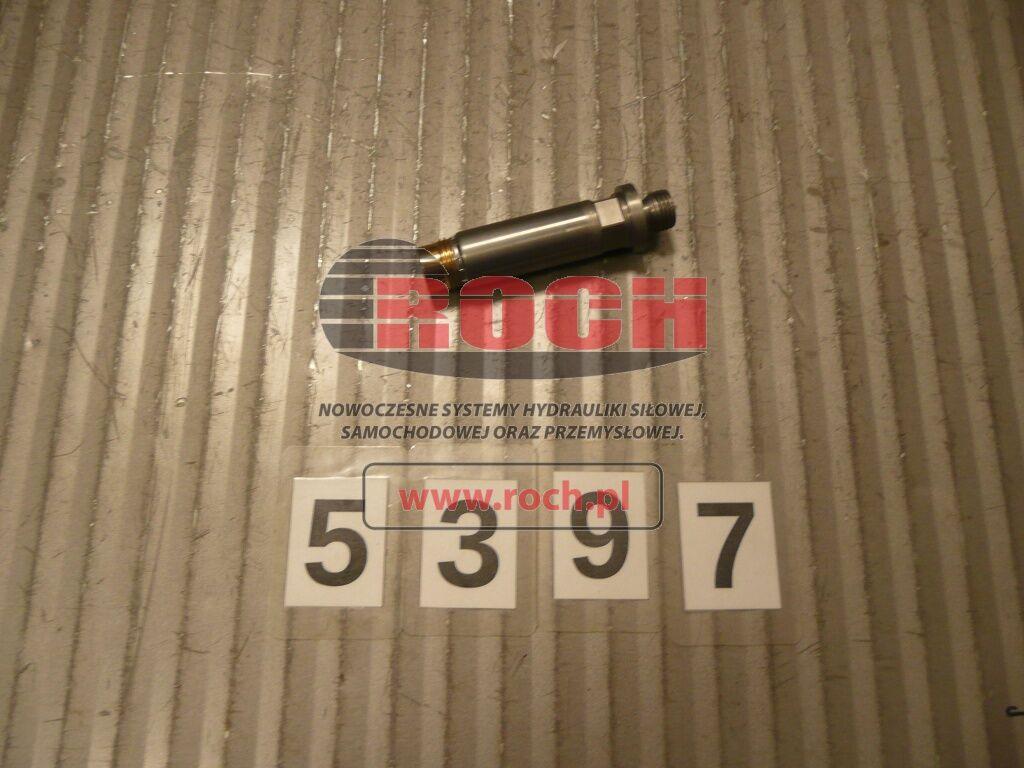 ROCH
NOWOCZESNE SYSTEMY HYDRAULIKI SIŁOWEJ,
SAMOCHODOWEJ ORAZ PRZEMYSŁOWEJ.
www.roch.pl
5 3 9 7